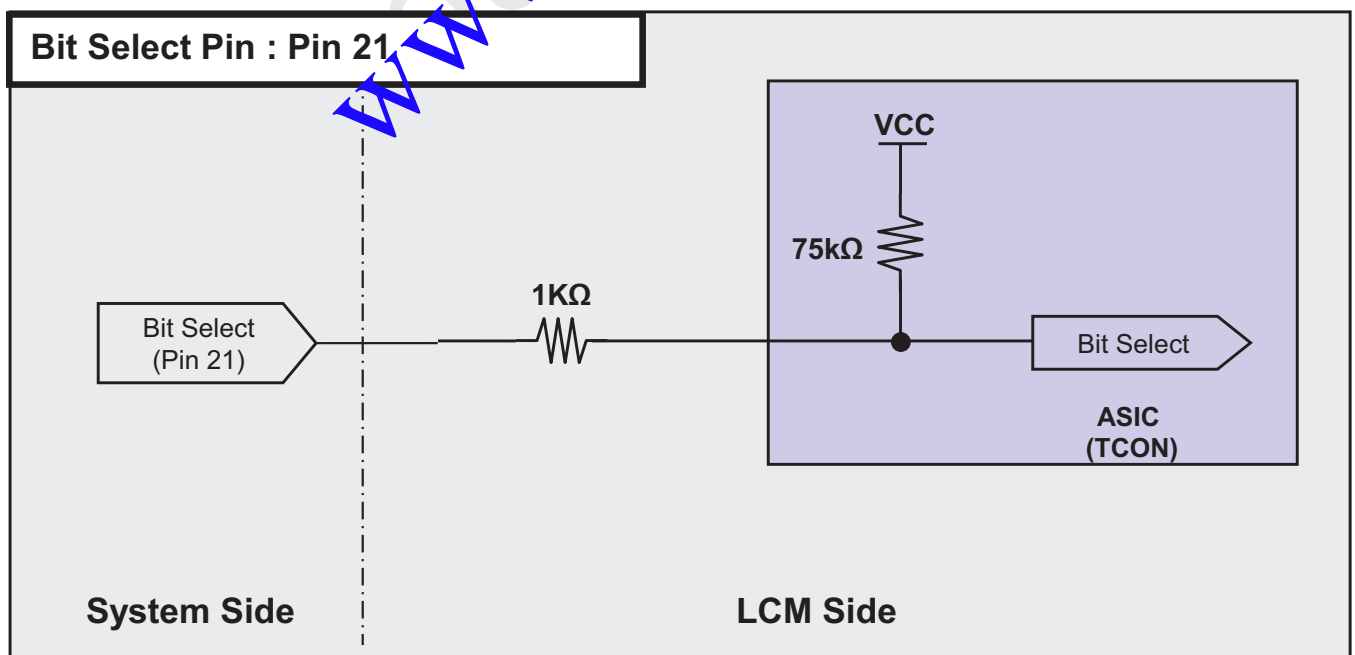 Bit Select Pin : Pin 21
www
VCC
75kΩ
1KΩ
Bit Select
(Pin 21)
Bit Select
ASIC
(TCON)
System Side
LCM Side